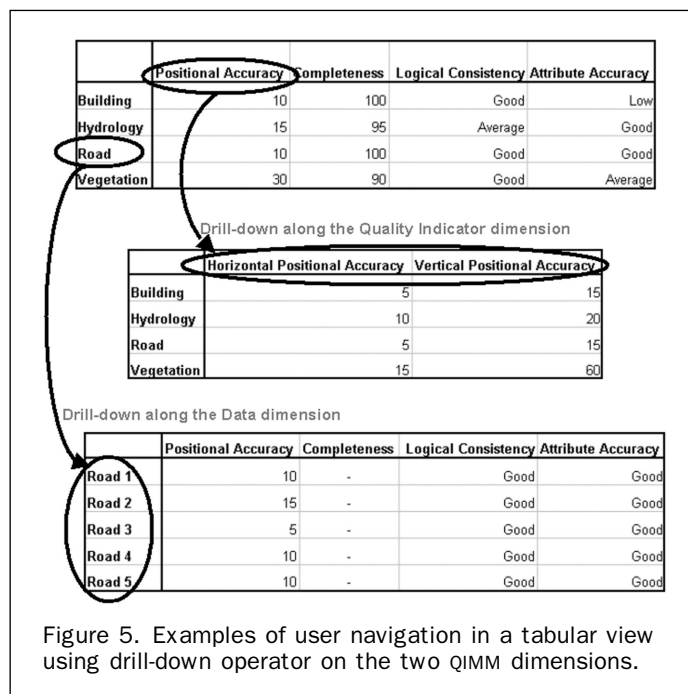 Positional Accuracy Completeness Logical Consistency Attribute Accuracy
Building 10 100 Good Low
Hydrology 15 95 Average Good
Road 10 100 Good Good
Vegetation 30 90 Good Average
Drill-down along the Quality Indicator dimension
Horizontal Positional Accuracy Vertical Positional Accuracy
Building 5 15
Hydrology 10 20
Road 5 15
Vegetation 15 60
Drill-down along the Data dimension
Positional Accuracy Completeness Logical Consistency Attribute Accuracy
Road 1 10 - Good Good
Road 2 15 - Good Good
Road 3 5 - Good Good
Road 4 10 - Good Good
Road 5 10 - Good Good
Figure 5. Examples of user navigation in a tabular view
using drill-down operator on the two QIMM dimensions.